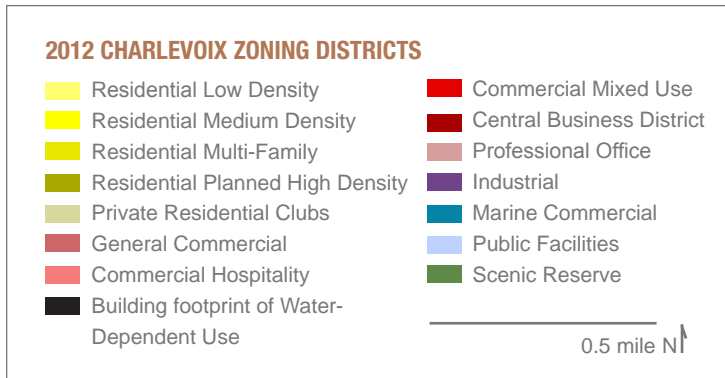 2012 CHARLEVOIX ZONING DISTRICTS
Residential Low Density
Residential Medium Density
Residential Multi-Family
Residential Planned High Density
Private Residential Clubs
General Commercial
Commercial Hospitality
Building footprint of Water-
Dependent Use
Commercial Mixed Use
Central Business District
Professional Office
Industrial
Marine Commercial
Public Facilities
Scenic Reserve
0.5 mile N